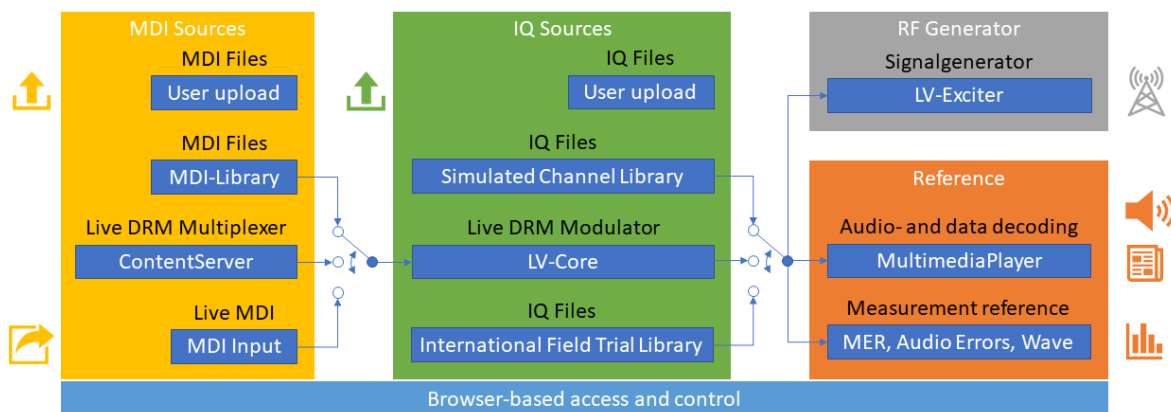 MDI Sources
MDI Files
User upload
MDI Files
MDI-Library
Live DRM Multiplexer
ContentServer
Live MDI
MDI Input
IQ Sources
IQ Files
User upload
IQ Files
Simulated Channel Library
Live DRM Modulator
LV-Core
IQ Files
International Field Trial Library
RF Generator
Signalgenerator
LV-Exciter
Reference
Audio- and data decoding
MultimediaPlayer
Measurement reference
MER, Audio Errors, Wave
Browser-based access and control